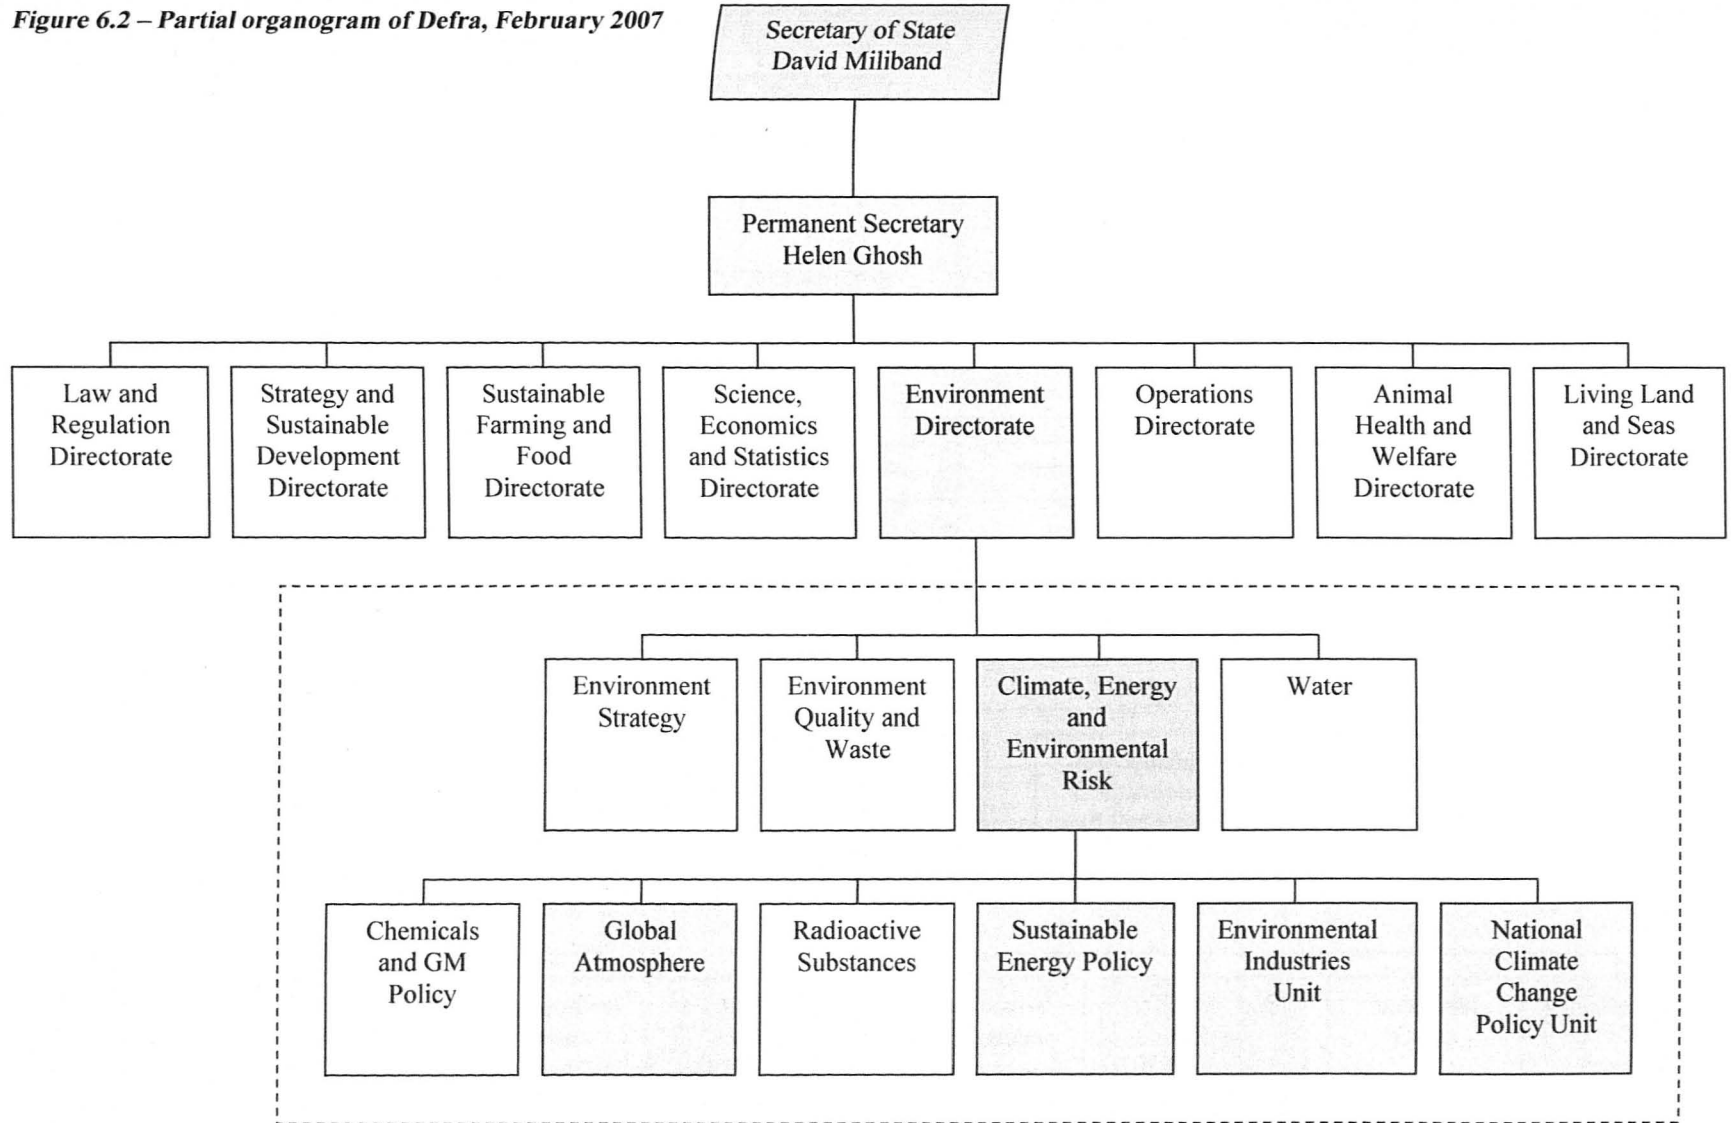 Figure 6.2 – Partial organogram of Defra, February 2007
Secretary of State
David Miliband
Permanent Secretary
Helen Ghosh
Law and
Regulation
Directorate
Strategy and
Sustainable
Development
Directorate
Sustainable
Farming and
Food
Directorate
Science,
Economics
and Statistics
Directorate
Environment
Directorate
Operations
Directorate
Animal
Health and
Welfare
Directorate
Living Land
and Seas
Directorate
Environment
Strategy
Environment
Quality and
Waste
Climate, Energy
and
Environmental
Risk
Water
Chemicals
and GM
Policy
Global
Atmosphere
Radioactive
Substances
Sustainable
Energy Policy
Environmental
Industries
Unit
National
Climate
Change
Policy Unit